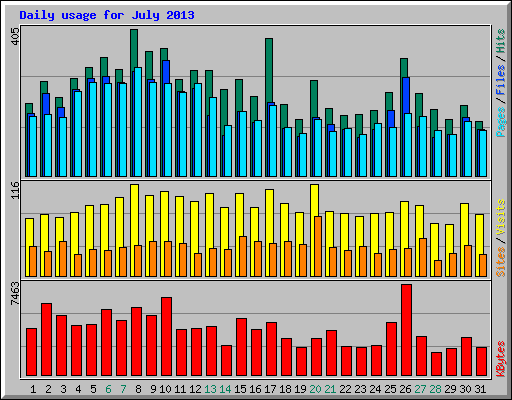 Daily usage for July 2013
405
Pages / Files / Hits
116
Sites / Visits
7463
KBytes
1 2 3 4 5 6 7 8 9 10 11 12 13 14 15 16 17 18 19 20 21 22 23 24 25 26 27 28 29 30 31